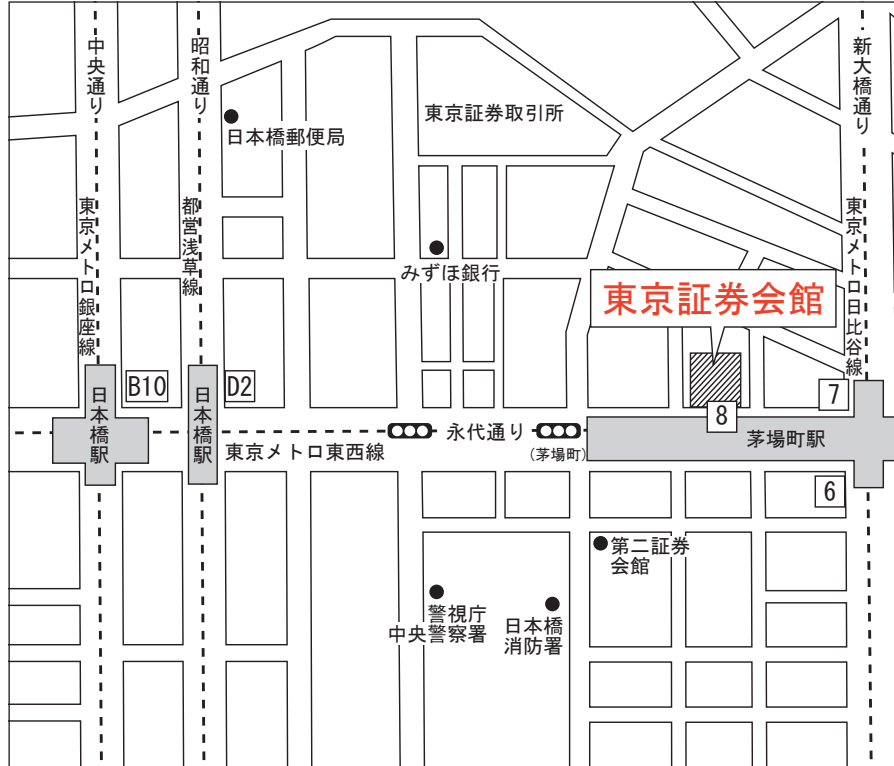 中央通り
昭和通り
新大橋通り
東京証券取引所
日本橋郵便局
東京メトロ銀座線
都営浅草線
東京メトロ日比谷線
みずほ銀行
東京証券会館
B10
D2
7
8
日本橋駅
日本橋駅
東京メトロ東西線
永代通り
(茅場町)
茅場町駅
6
第二証券
会館
警視庁
中央警察署
日本橋
消防署